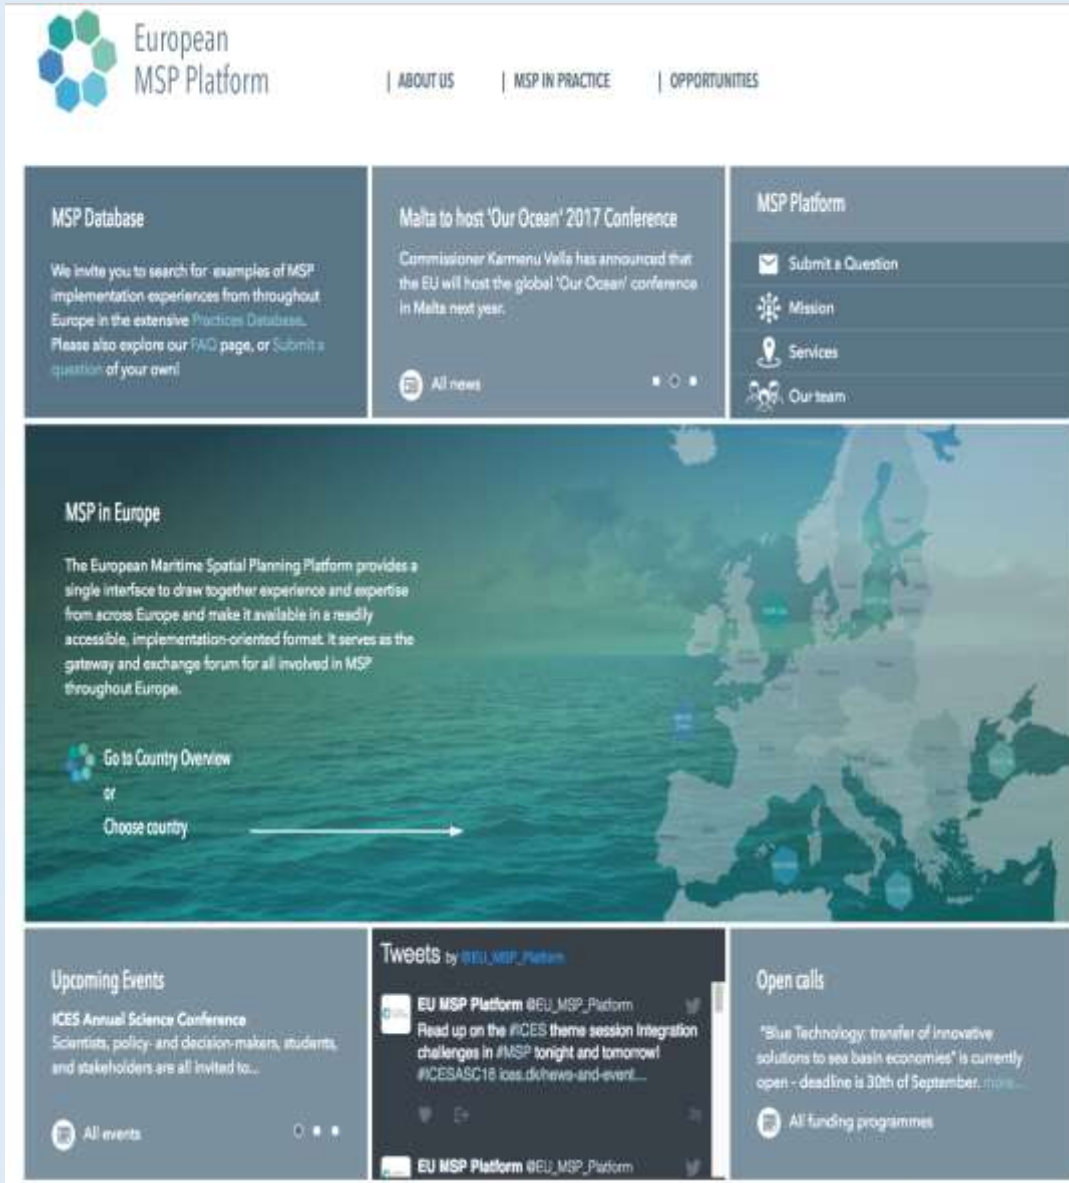 European
MSP Platform
| ABOUT US | MSP IN PRACTICE | OPPORTUNITIES
MSP Database
We invite you to search for examples of MSP
implementation experiences from throughout
Europe in the extensive Practices Database.
Please also explore our FAQ page, or Submit a
question of your own!
Malta to host 'Our Ocean' 2017 Conference
Commissioner Karmenu Vella has announced that
the EU will host the global 'Our Ocean' conference
in Malta next year.
All news
MSP Platform
Submit a Question
Mission
Services
Our team
MSP in Europe
The European Maritime Spatial Planning Platform provides a
single interface to draw together experience and expertise
from across Europe and make it available in a readily
accessible, implementation-oriented format. It serves as the
gateway and exchange forum for all involved in MSP
throughout Europe.
Go to Country Overview
or
Choose country
Upcoming Events
ICES Annual Science Conference
Scientists, policy- and decision-makers, students,
and stakeholders are all invited to...
All events
Tweets by @EU_MSP_Platform
EU MSP Platform @EU_MSP_Platform
Read up on the #ICES theme session Integration
challenges in #MSP tonight and tomorrow!
#ICESASC16 ices.dk/news-and-event...
EU MSP Platform @EU_MSP_Platform
Open calls
"Blue Technology: transfer of innovative
solutions to sea basin economies" is currently
open - deadline is 30th of September. more...
All funding programmes